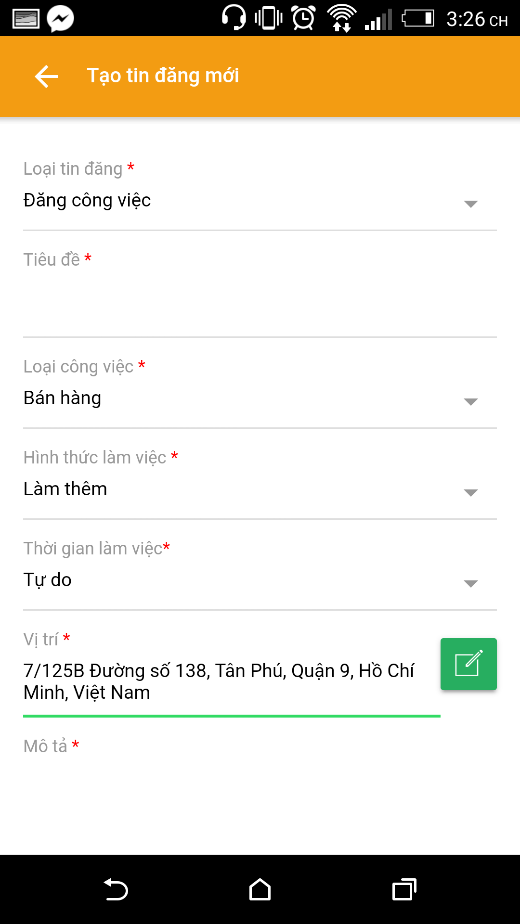 3:26 CH
Tạo tin đăng mới
Loại tin đăng *
Đăng công việc
Tiêu đề *
Loại công việc *
Bán hàng
Hình thức làm việc *
Làm thêm
Thời gian làm việc*
Tự do
Vị trí *
7/125B Đường số 138, Tân Phú, Quận 9, Hồ Chí
Minh, Việt Nam
Mô tả *